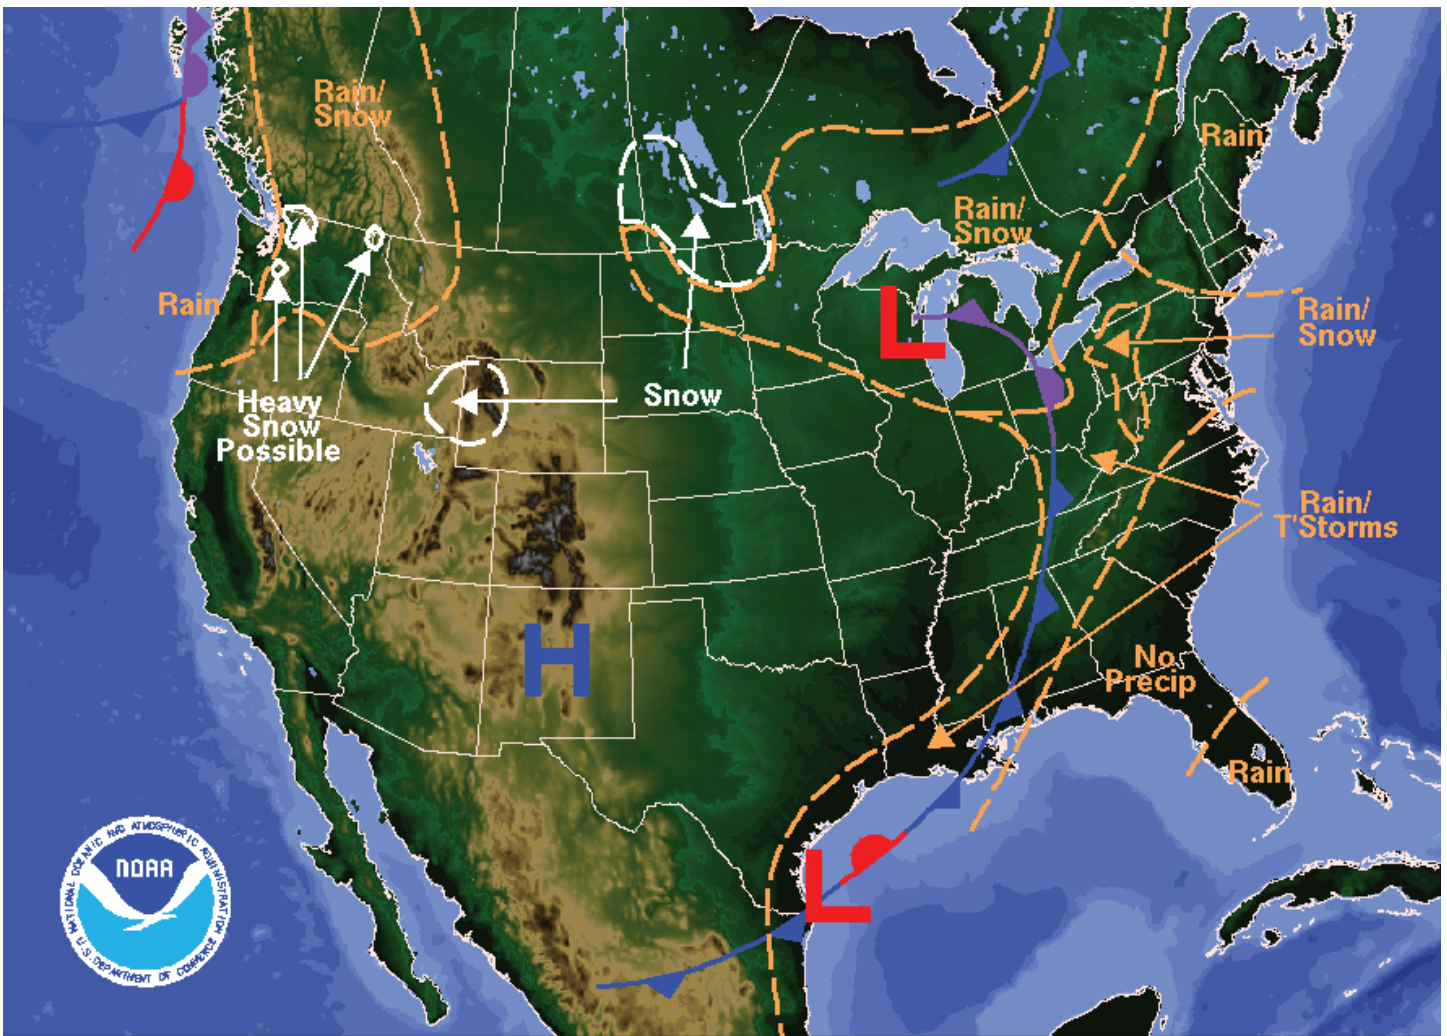 Rain/
Snow
Rain
Rain/
Snow
Rain
Rain/
Snow
Heavy
Snow
Possible
Snow
Rain/
T'Storms
H
L
L
No
Precip
Rain
NOAA
NATIONAL OCEANIC AND ATMOSPHERIC ADMINISTRATION
U.S. DEPARTMENT OF COMMERCE